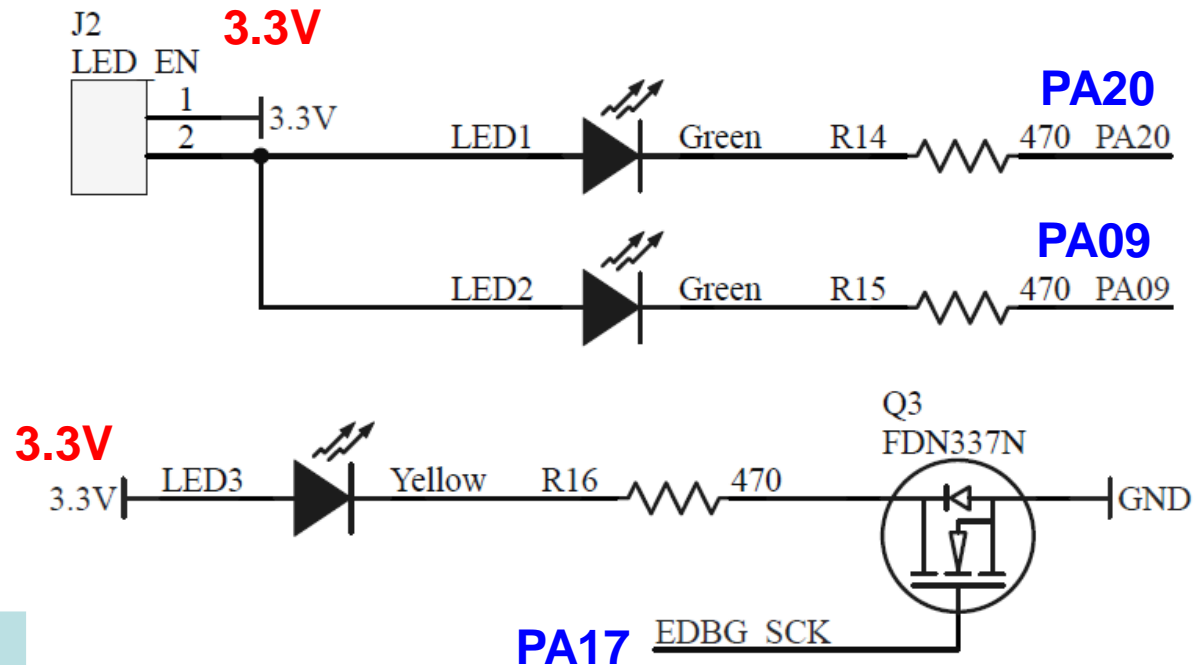 J2
3.3V
LED EN
1
3.3V
2
LED1
Green
R14
470
PA20
PA20
LED2
Green
R15
470
PA09
PA09
3.3V
3.3V
LED3
Yellow
R16
470
Q3
FDN337N
GND
PA17
EDBG SCK